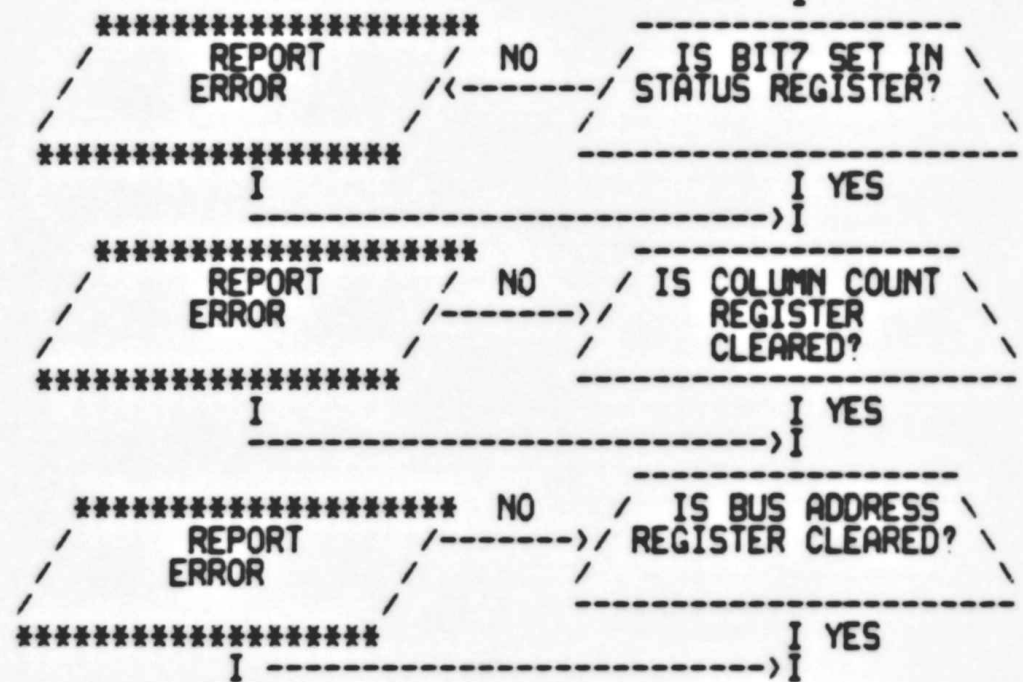 *******************          -----------------
/      REPORT      /  NO   /  IS BIT7 SET IN \
/      ERROR      /<-------/ STATUS REGISTER? \
/                  /        /                      \
*******************         -----------------------
I                           I YES
--------------------------->I
*******************          -----------------
/      REPORT      /  NO   / IS COLUMN COUNT \
/      ERROR      /------->/    REGISTER      \
/                  /        /    CLEARED?          \
*******************         -----------------------
I                           I YES
--------------------------->I
-----------------
*******************  NO   /  IS BUS ADDRESS \
/      REPORT      /------->/ REGISTER CLEARED? \
/      ERROR      /        /                      \
/                  /        -----------------------
*******************         I YES
I -------------------------->I